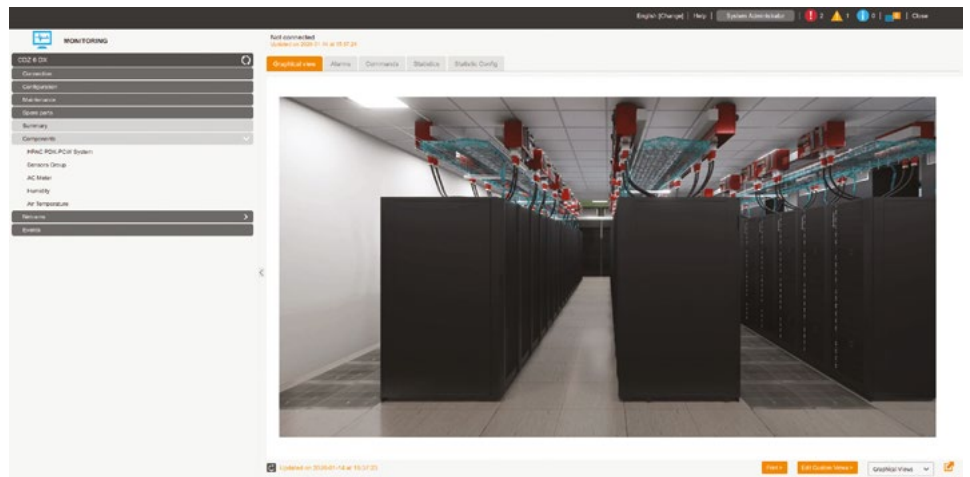 English [Change] | Help | System Administrator | 2 1 0 | | Close
MONITORING
Not connected
CDZ 6 DX
Graphical view Alarms Commands Statistics Statistic Config
Connection
Configuration
Maintenance
Spare parts
Summary
Components
HPAC PDX-PCW System
Sensors Group
AC Meter
Humidity
Air Temperature
Network
Events
Print > Edit Custom Views > Graphical Views